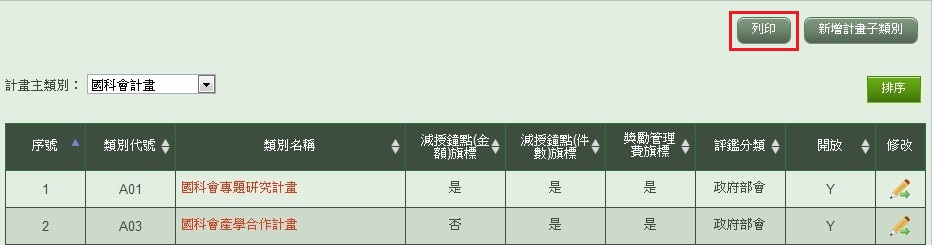 列印
新增計畫子類別
計畫主類別：
國科會計畫
排序
序號 類別代號 類別名稱 減授鐘點(金額)旗標 減授鐘點(件數)旗標 獎勵管理費旗標 評鑑分類 開放 修改
1 A01 國科會專題研究計畫 是 是 是 政府部會 Y
2 A03 國科會產學合作計畫 否 是 是 政府部會 Y